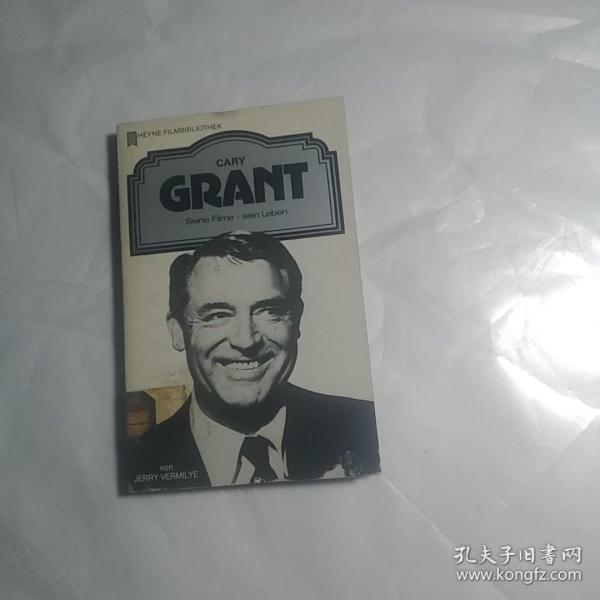 HEYNE FILMBIBLIOTHEK
CARY
GRANT
Seine Filme - sein Leben
von
JERRY VERMILYE
孔夫子旧书网
www.kongfz.com